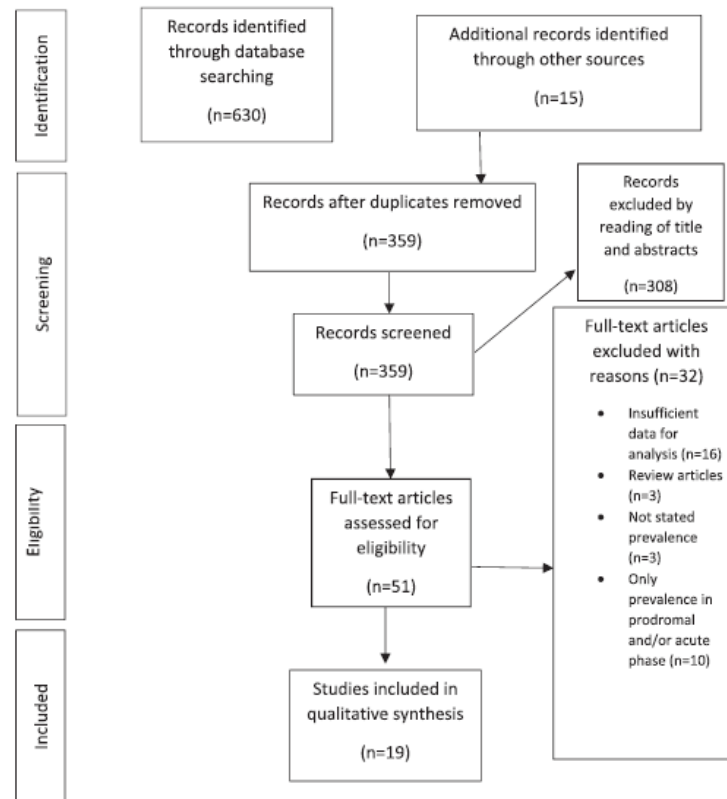 Identification
Records identified
through database
searching
(n=630)
Additional records identified
through other sources
(n=15)
Screening
Records after duplicates removed
(n=359)
Records
excluded by
reading of title
and abstracts
(n=308)
Records screened
(n=359)
Full-text articles
excluded with
reasons (n=32)
• Insufficient
data for
analysis (n=16)
• Review articles
(n=3)
• Not stated
prevalence
(n=3)
• Only
prevalence in
prodromal
and/or acute
phase (n=10)
Eligibility
Full-text articles
assessed for
eligibility
(n=51)
Included
Studies included in
qualitative synthesis
(n=19)